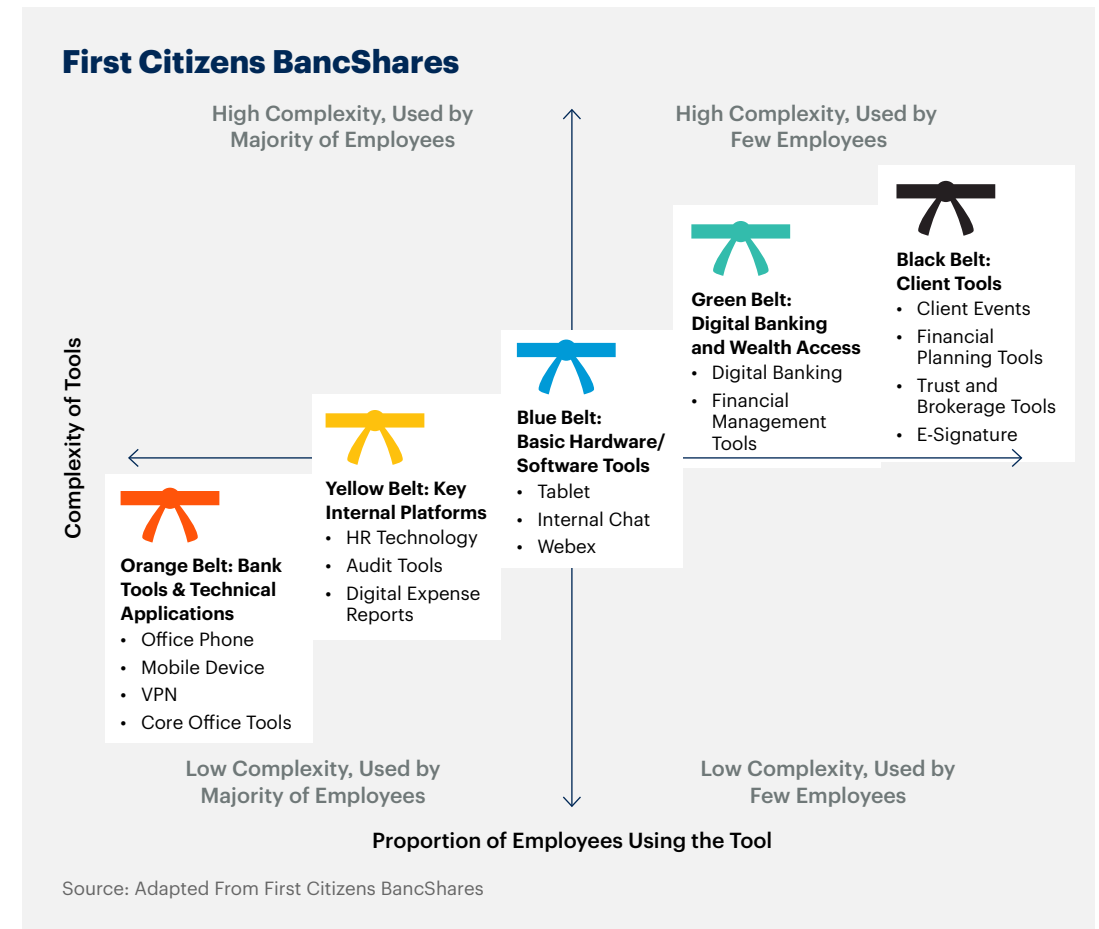 First Citizens BancShares
High Complexity, Used by
Majority of Employees
High Complexity, Used by
Few Employees
Complexity of Tools
Orange Belt: Bank
Tools & Technical
Applications
• Office Phone
• Mobile Device
• VPN
• Core Office Tools
Yellow Belt: Key
Internal Platforms
• HR Technology
• Audit Tools
• Digital Expense
Reports
Blue Belt:
Basic Hardware/
Software Tools
• Tablet
• Internal Chat
• Webex
Green Belt:
Digital Banking
and Wealth Access
• Digital Banking
• Financial
Management
Tools
Black Belt:
Client Tools
• Client Events
• Financial
Planning Tools
• Trust and
Brokerage Tools
• E-Signature
Low Complexity, Used by
Majority of Employees
Low Complexity, Used by
Few Employees
Proportion of Employees Using the Tool
Source: Adapted From First Citizens BancShares